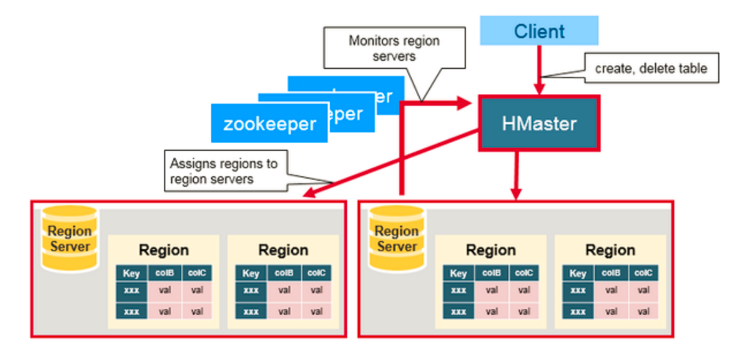 Client
Monitors region
servers
create, delete table
per
eper
zookeeper
HMaster
Assigns regions to
region servers
Region
Server
Region
Key colB colC
xxx val val
xxx val val
Region
Key colB colC
xxx val val
xxx val val
Region
Server
Region
Key colB colC
xxx val val
xxx val val
Region
Key colB colC
xxx val val
xxx val val